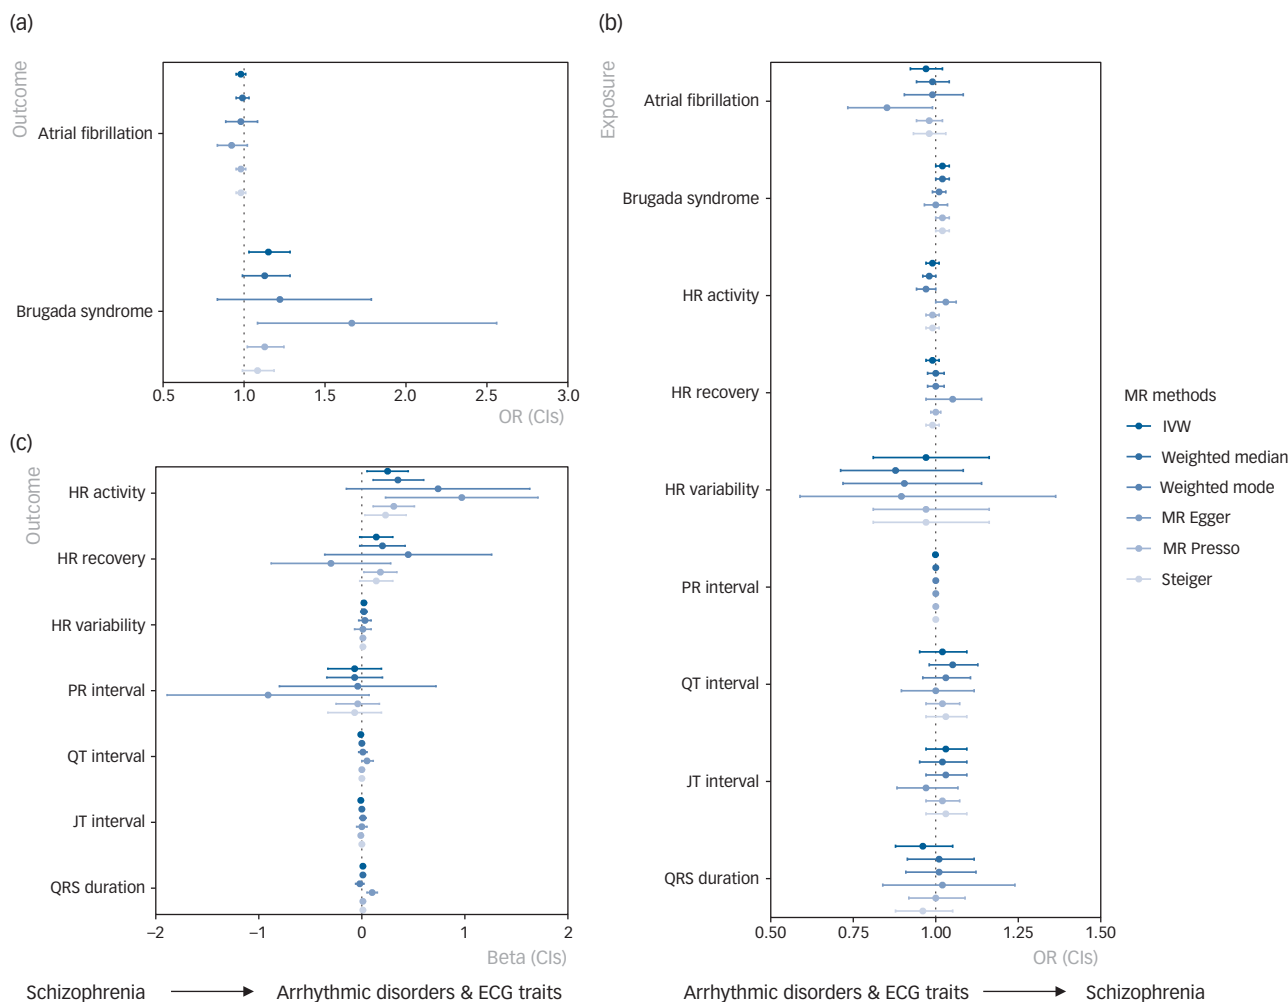 (a)
Outcome
Atrial fibrillation
Brugada syndrome
0.5 1.0 1.5 2.0 2.5 3.0
OR (CIs)
(b)
Exposure
Atrial fibrillation
Brugada syndrome
HR activity
HR recovery
HR variability
PR interval
QT interval
JT interval
QRS duration
0.50 0.75 1.00 1.25 1.50
OR (CIs)
(c)
Outcome
HR activity
HR recovery
HR variability
PR interval
QT interval
JT interval
QRS duration
−2 −1 0 1 2
Beta (CIs)
MR methods
IVW
Weighted median
Weighted mode
MR Egger
MR Presso
Steiger
Schizophrenia Arrhythmic disorders & ECG traits
Arrhythmic disorders & ECG traits Schizophrenia